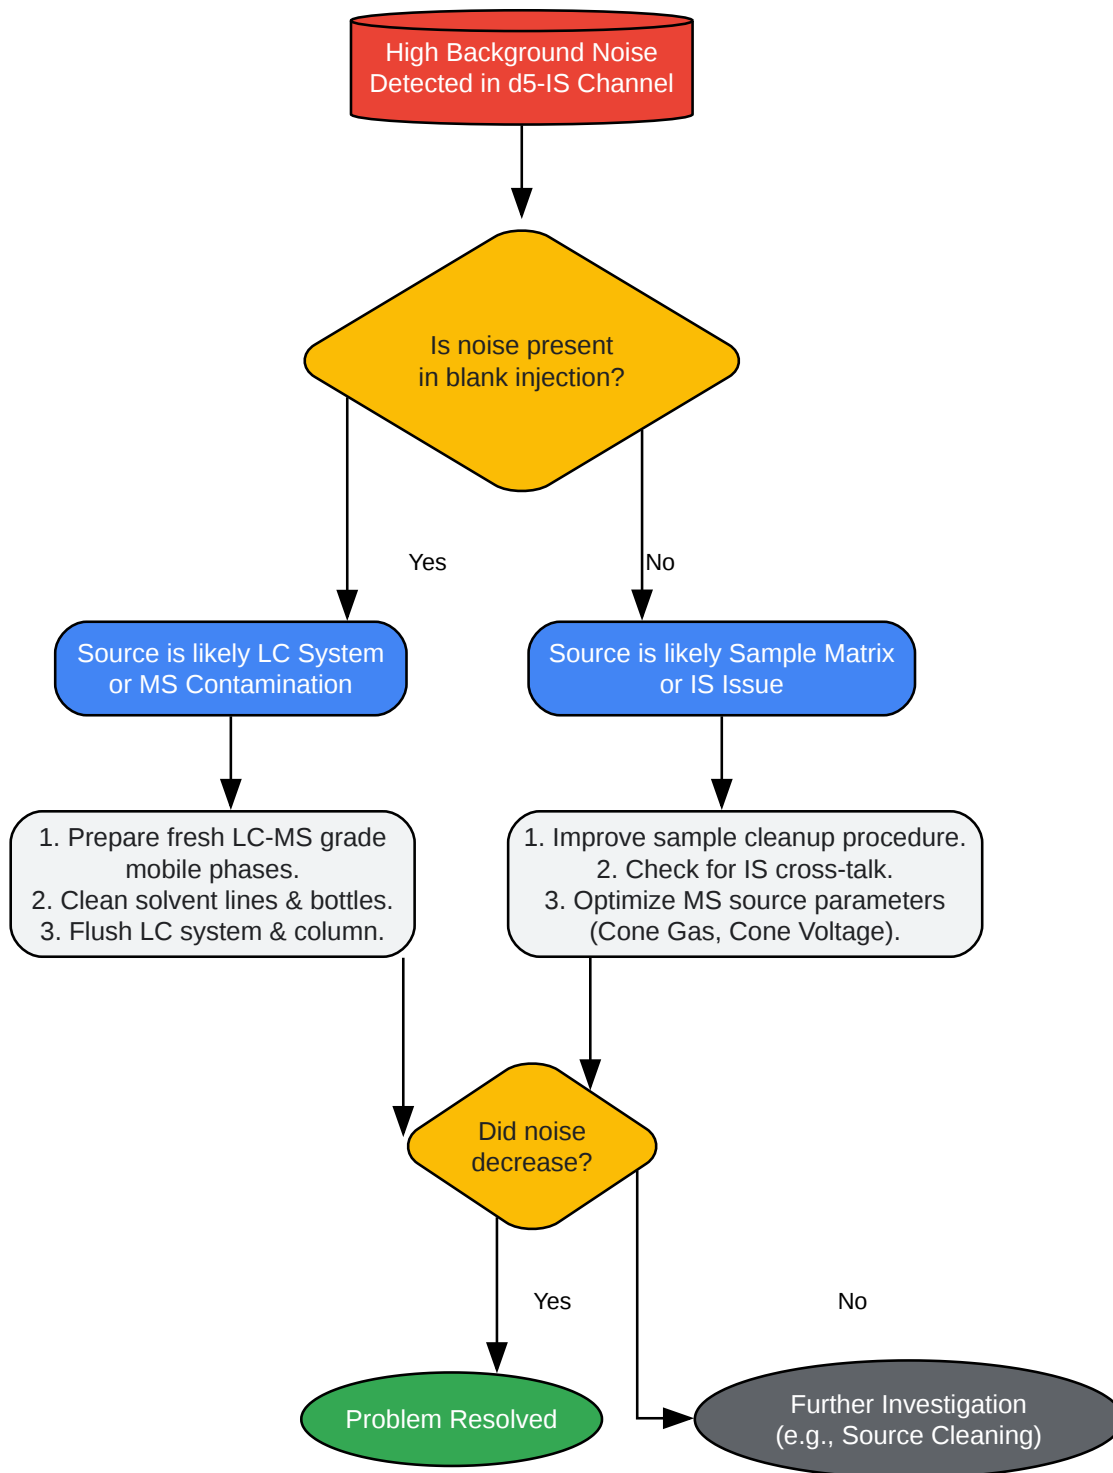 High Background Noise
Detected in d5-IS Channel
Is noise present
in blank injection?
Yes
No
Source is likely LC System
or MS Contamination
Source is likely Sample Matrix
or IS Issue
1. Prepare fresh LC-MS grade
mobile phases.
2. Clean solvent lines & bottles.
3. Flush LC system & column.
1. Improve sample cleanup procedure.
2. Check for IS cross-talk.
3. Optimize MS source parameters
(Cone Gas, Cone Voltage).
Did noise
decrease?
Yes
No
Problem Resolved
Further Investigation
(e.g., Source Cleaning)